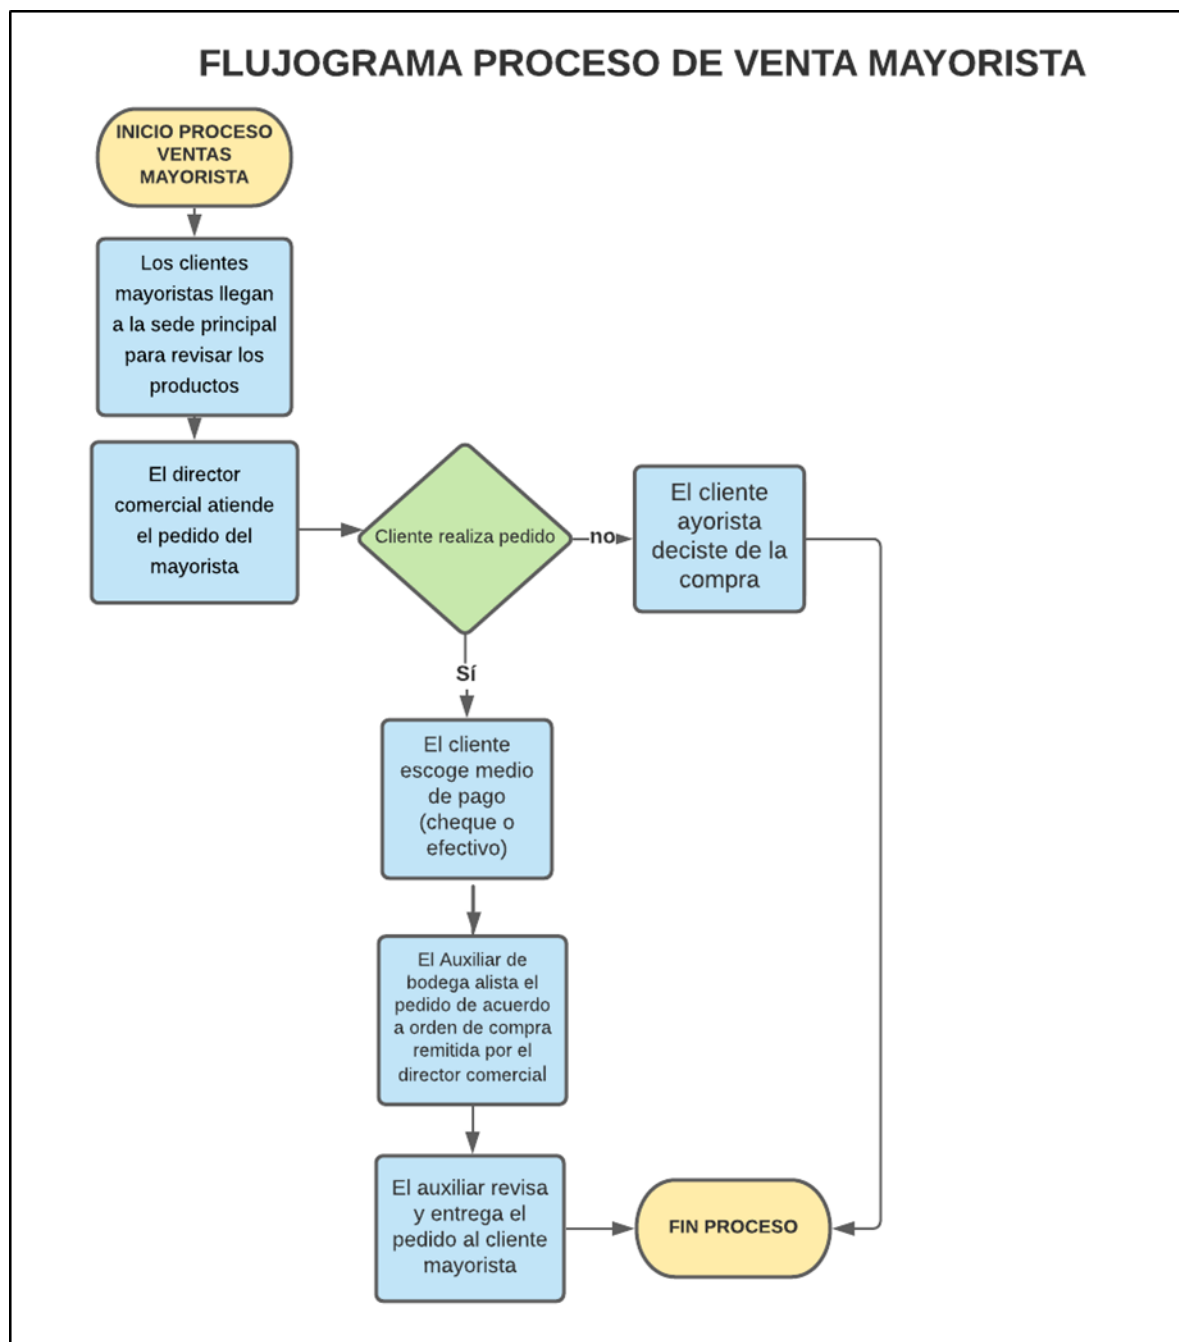 FLUJOGRAMA PROCESO DE VENTA MAYORISTA
INICIO PROCESO
VENTAS
MAYORISTA
Los clientes
mayoristas llegan
a la sede principal
para revisar los
productos
El director
comercial atiende
el pedido del
mayorista
Cliente realiza pedido
no
El cliente
ayorista
deciste de la
compra
Sí
El cliente
escoge medio
de pago
(cheque o
efectivo)
El Auxiliar de
bodega alista el
pedido de acuerdo
a orden de compra
remitida por el
director comercial
El auxiliar revisa
y entrega el
pedido al cliente
mayorista
FIN PROCESO